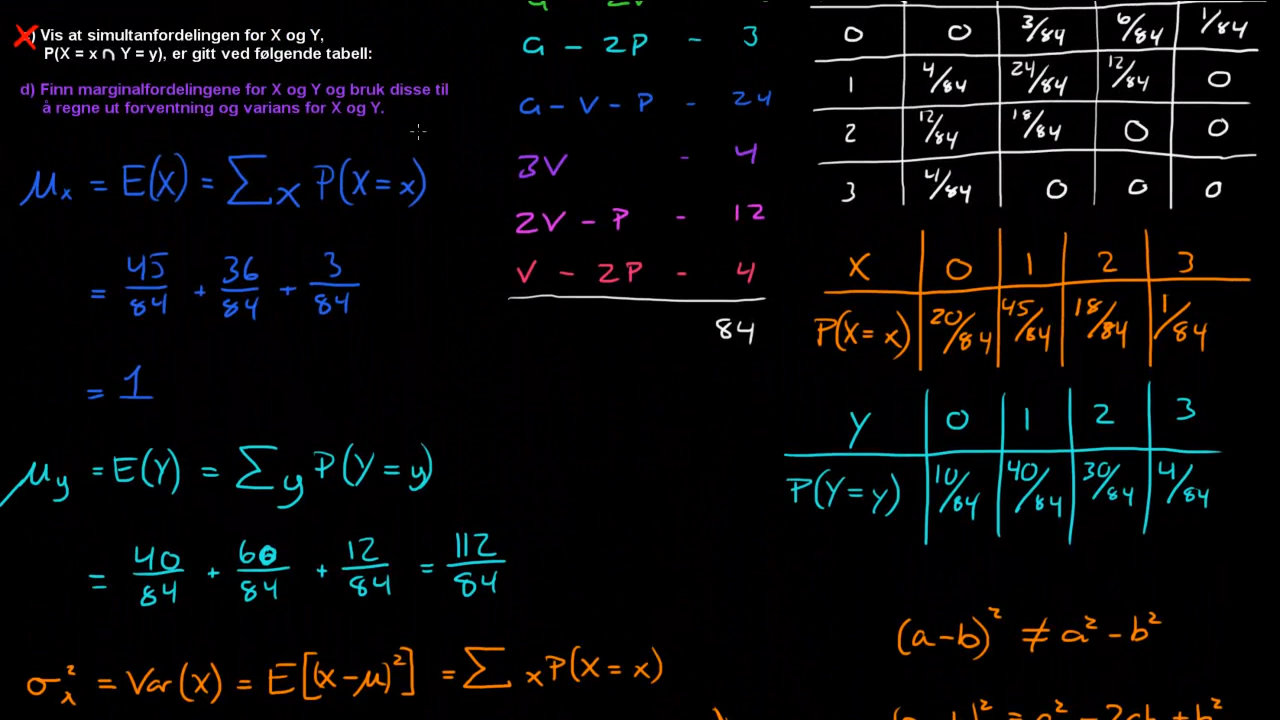 ) Vis at simultanfordelingen for X og Y,
P(X = x ∩ Y = y), er gitt ved følgende tabell:
d) Finn marginalfordelingene for X og Y og bruk disse til
å regne ut forventning og varians for X og Y.
μx = E(X) = ∑x P(X = x)
= 45/84 + 36/84 + 3/84
= 1
μy = E(Y) = ∑y P(Y = y)
= 40/84 + 60/84 + 12/84 = 112/84
σx² = Var(X) = E[(x-μ)²] = ∑ x P(X = x)
G - 2P - 3
G - V - P - 24
3V - 4
2V - P - 12
V - 2P - 4
84
0 0 3/84 6/84 1/84
1 4/84 24/84 12/84 0
2 12/84 18/84 0 0
3 4/84 0 0 0
X 0 1 2 3
P(X = x) 20/84 45/84 18/84 1/84
Y 0 1 2 3
P(Y = y) 10/84 40/84 30/84 4/84
(a-b)² ≠ a² - b²